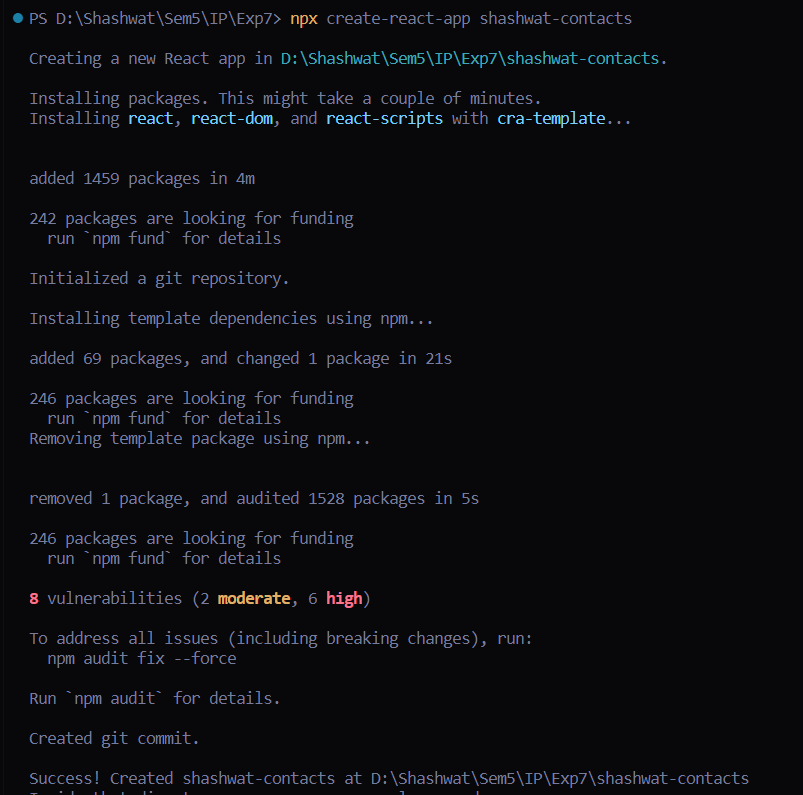 PS D:\Shashwat\Sem5\IP\Exp7> npx create-react-app shashwat-contacts
Creating a new React app in D:\Shashwat\Sem5\IP\Exp7\shashwat-contacts.
Installing packages. This might take a couple of minutes.
Installing react, react-dom, and react-scripts with cra-template...
added 1459 packages in 4m
242 packages are looking for funding
  run `npm fund` for details
Initialized a git repository.
Installing template dependencies using npm...
added 69 packages, and changed 1 package in 21s
246 packages are looking for funding
  run `npm fund` for details
Removing template package using npm...
removed 1 package, and audited 1528 packages in 5s
246 packages are looking for funding
  run `npm fund` for details
8 vulnerabilities (2 moderate, 6 high)
To address all issues (including breaking changes), run:
  npm audit fix --force
Run `npm audit` for details.
Created git commit.
Success! Created shashwat-contacts at D:\Shashwat\Sem5\IP\Exp7\shashwat-contacts